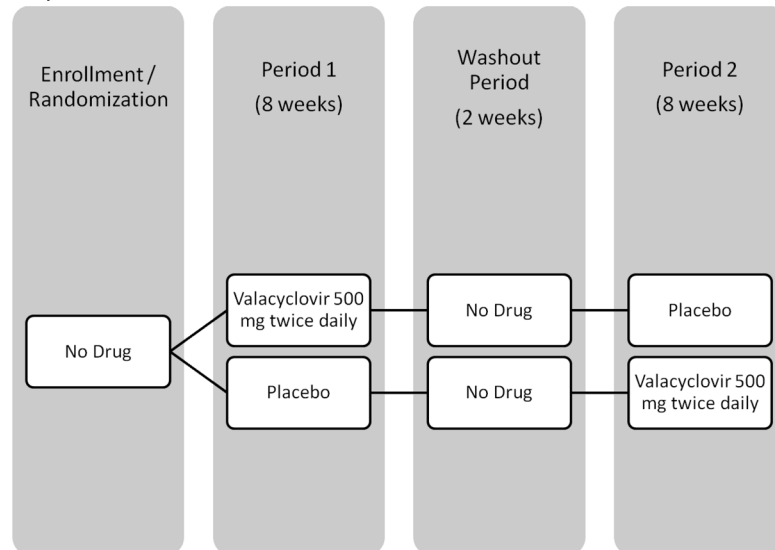 Enrollment /
Randomization
Period 1
(8 weeks)
Washout
Period
(2 weeks)
Period 2
(8 weeks)
No Drug
Valacyclovir 500
mg twice daily
No Drug
Placebo
Placebo
No Drug
Valacyclovir 500
mg twice daily